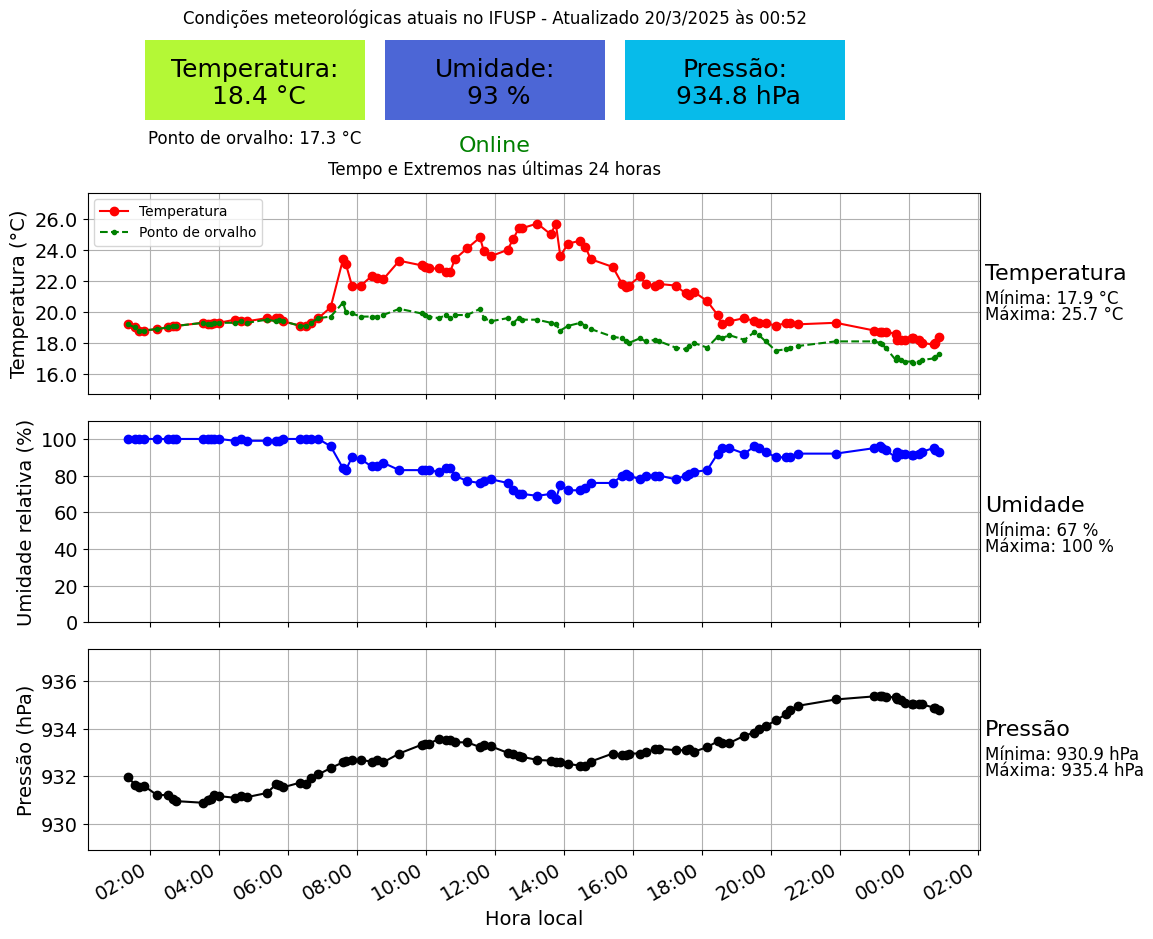 Condições meteorológicas atuais no IFUSP - Atualizado 20/3/2025 às 00:52
Temperatura:
18.4 °C
Umidade:
93 %
Pressão:
934.8 hPa
Ponto de orvalho: 17.3 °C
Online
Tempo e Extremos nas últimas 24 horas
Temperatura (°C)
26.0
24.0
22.0
20.0
18.0
16.0
Temperatura
Ponto de orvalho
Temperatura
Mínima: 17.9 °C
Máxima: 25.7 °C
Umidade relativa (%)
100
80
60
40
20
0
Umidade
Mínima: 67 %
Máxima: 100 %
Pressão (hPa)
936
934
932
930
Pressão
Mínima: 930.9 hPa
Máxima: 935.4 hPa
02:00 04:00 06:00 08:00 10:00 12:00 14:00 16:00 18:00 20:00 22:00 00:00 02:00
Hora local